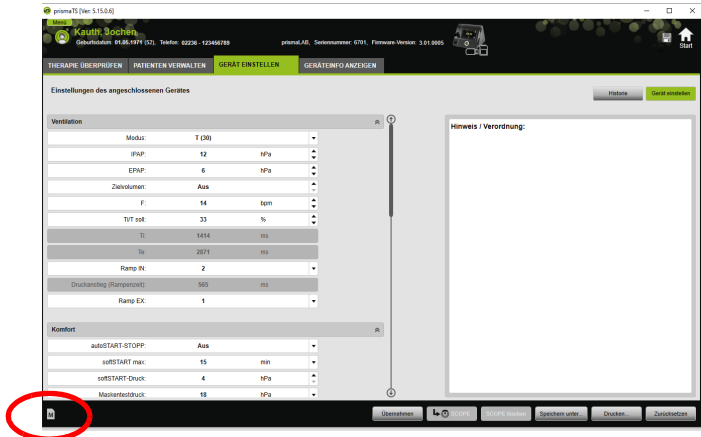 prismaTS [Ver: 5.15.0.6]
Menü
Kauth, Jochen
Geburtsdatum: 01.05.1971 (52), Telefon: 02236 - 123456789 prismaLAB, Seriennummer: 6701, Firmware-Version: 3.01.0005
Start
THERAPIE ÜBERPRÜFEN PATIENTEN VERWALTEN GERÄT EINSTELLEN GERÄTEINFO ANZEIGEN
Einstellungen des angeschlossenen Gerätes
Historie Gerät einstellen
Ventilation
Hinweis / Verordnung:
Modus: T (30)
IPAP: 12 hPa
EPAP: 6 hPa
Zielvolumen: Aus
F: 14 bpm
Ti/T soll: 33 %
Ti: 1414 ms
Te: 2871 ms
Ramp IN: 2
Druckanstieg (Rampenzeit): 565 ms
Ramp EX: 1
Komfort
autoSTART-STOPP: Aus
softSTART max: 15 min
softSTART-Druck: 4 hPa
Maskentestdruck: 18 hPa
M
Übernehmen SCOPE SCOPE löschen Speichern unter... Drucken... Zurücksetzen